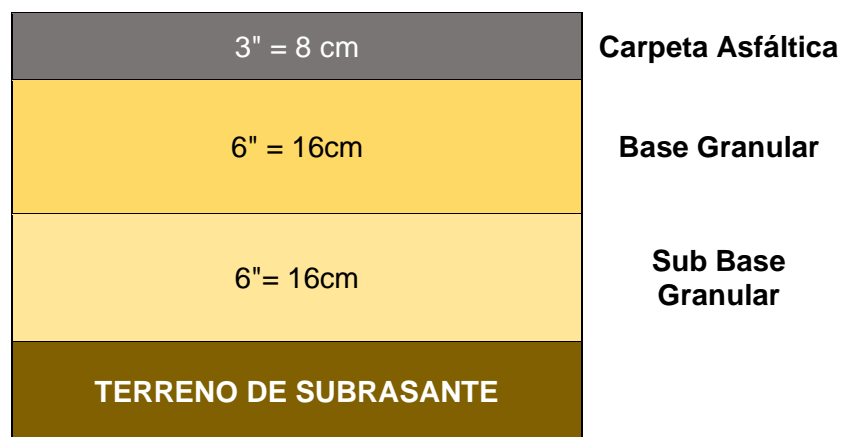 3" = 8 cm
Carpeta Asfáltica
6" = 16cm
Base Granular
6"= 16cm
Sub Base
Granular
TERRENO DE SUBRASANTE